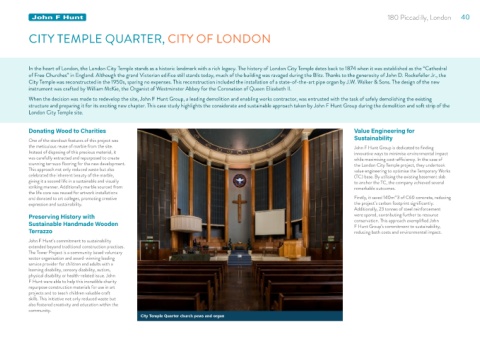 John F Hunt
180 Piccadilly, London 40
CITY TEMPLE QUARTER, CITY OF LONDON
In the heart of London, the London City Temple stands as a historic landmark with a rich legacy. The history of London City Temple dates back to 1874 when it was established as the "Cathedral
of Free Churches" in England. Although the grand Victorian edifice still stands today, much of the building was ravaged during the Blitz. Thanks to the generosity of John D. Rockefeller Jr., the
City Temple was reconstructed in the 1950s, sparing no expenses. This reconstruction included the installation of a state-of-the-art pipe organ by J.W. Walker & Sons. The design of the new
instrument was crafted by William McKie, the Organist of Westminster Abbey for the Coronation of Queen Elizabeth II.
When the decision was made to redevelop the site, John F Hunt Group, a leading demolition and enabling works contractor, was entrusted with the task of safely demolishing the existing
structure and preparing it for its exciting new chapter. This case study highlights the considerate and sustainable approach taken by John F Hunt Group during the demolition and soft strip of the
London City Temple site.
Donating Wood to Charities
One of the standout features of this project was
the meticulous reuse of marble from the site.
Instead of disposing of this precious material, it
was carefully extracted and repurposed to create
stunning terrazzo flooring for the new development.
This approach not only reduced waste but also
celebrated the inherent beauty of the marble,
giving it a second life in a sustainable and visually
striking manner. Additionally marble sourced from
the life core was reused for artwork installations
and donated to art colleges, promoting creative
expression and sustainability.
Preserving History with
Sustainable Handmade Wooden
Terrazzo
John F Hunt's commitment to sustainability
extended beyond traditional construction practices.
The Tower Project is a community based voluntary
sector organisation and award-winning leading
service provider for children and adults with a
learning disability, sensory disability, autism,
physical disability or health-related issue. John
F Hunt were able to help this incredible charity
repurpose construction materials for use in art
projects and to teach children valuable craft
skills. This initiative not only reduced waste but
also fostered creativity and education within the
community.
City Temple Quarter church pews and organ
Value Engineering for
Sustainability
John F Hunt Group is dedicated to finding
innovative ways to minimise environmental impact
while maximising cost-efficiency. In the case of
the London City Temple project, they undertook
value engineering to optimise the Temporary Works
(TC) base. By utilising the existing basement slab
to anchor the TC, the company achieved several
remarkable outcomes.
Firstly, it saved
of C50 concrete, reducing
the project's carbon footprint significantly.
Additionally, 23 tonnes of steel reinforcement
were spared, contributing further to resource
conservation. This approach exemplified John
F Hunt Group's commitment to sustainability,
reducing both costs and environmental impact.